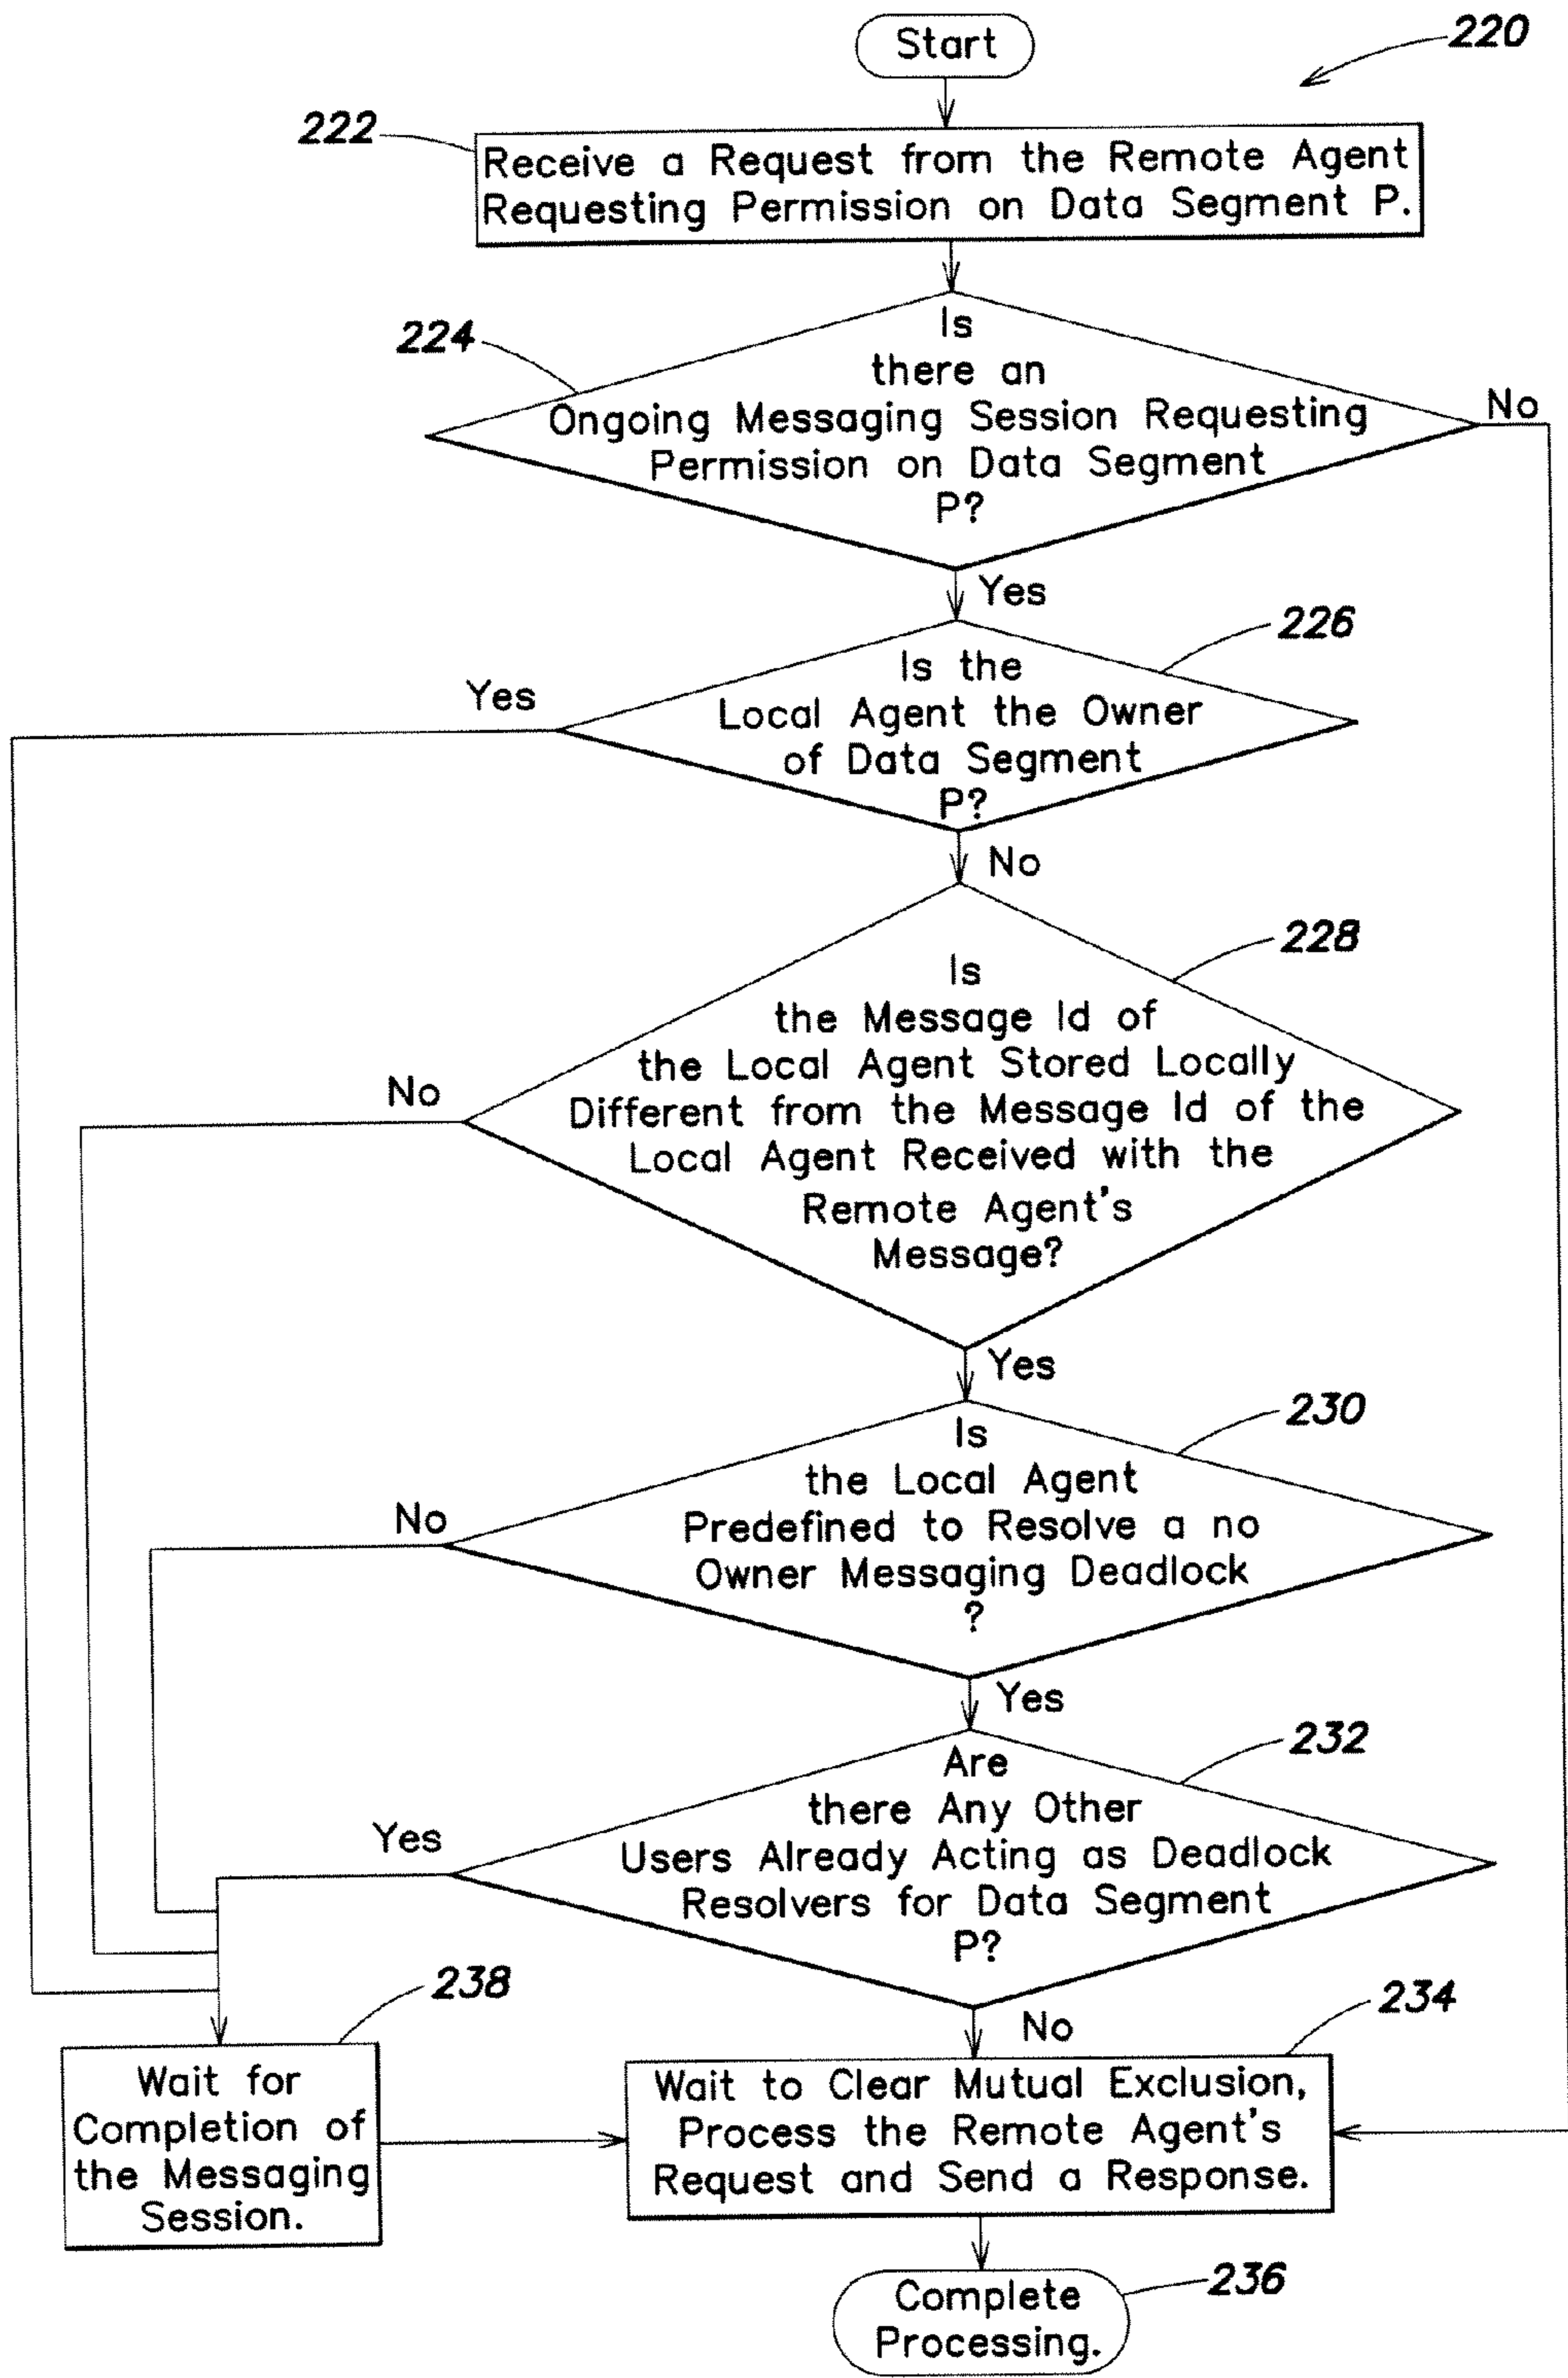 Start
220
222
Receive a Request from the Remote Agent
Requesting Permission on Data Segment P.
224
Is
there an
Ongoing Messaging Session Requesting
Permission on Data Segment
P?
No
Yes
226
Is the
Local Agent the Owner
of Data Segment
P?
Yes
No
228
Is
the Message Id of
the Local Agent Stored Locally
Different from the Message Id of the
Local Agent Received with the
Remote Agent's
Message?
No
Yes
230
Is
the Local Agent
Predefined to Resolve a no
Owner Messaging Deadlock
?
No
Yes
232
Are
there Any Other
Users Already Acting as Deadlock
Resolvers for Data Segment
P?
Yes
No
238
Wait for
Completion of
the Messaging
Session.
234
Wait to Clear Mutual Exclusion,
Process the Remote Agent's
Request and Send a Response.
236
Complete
Processing.